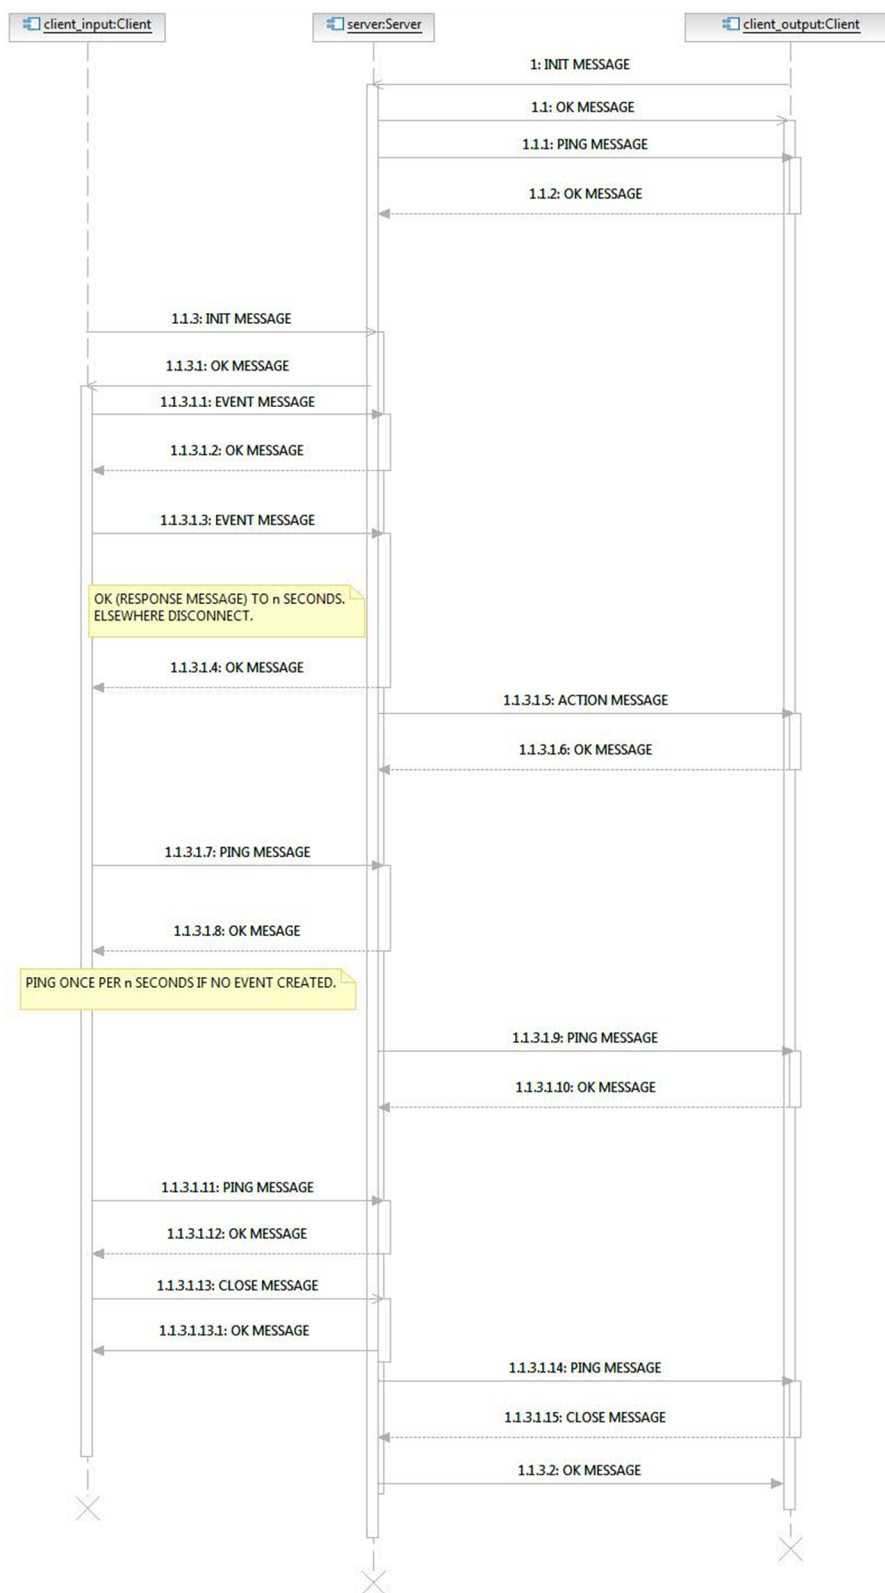 client_input:Client
server:Server
client_output:Client
1: INIT MESSAGE
1.1: OK MESSAGE
1.1.1: PING MESSAGE
1.1.2: OK MESSAGE
1.1.3: INIT MESSAGE
1.1.3.1: OK MESSAGE
1.1.3.1.1: EVENT MESSAGE
1.1.3.1.2: OK MESSAGE
1.1.3.1.3: EVENT MESSAGE
OK (RESPONSE MESSAGE) TO n SECONDS.
ELSEWHERE DISCONNECT.
1.1.3.1.4: OK MESSAGE
1.1.3.1.5: ACTION MESSAGE
1.1.3.1.6: OK MESSAGE
1.1.3.1.7: PING MESSAGE
1.1.3.1.8: OK MESAGE
PING ONCE PER n SECONDS IF NO EVENT CREATED.
1.1.3.1.9: PING MESSAGE
1.1.3.1.10: OK MESSAGE
1.1.3.1.11: PING MESSAGE
1.1.3.1.12: OK MESSAGE
1.1.3.1.13: CLOSE MESSAGE
1.1.3.1.13.1: OK MESSAGE
1.1.3.1.14: PING MESSAGE
1.1.3.1.15: CLOSE MESSAGE
1.1.3.2: OK MESSAGE